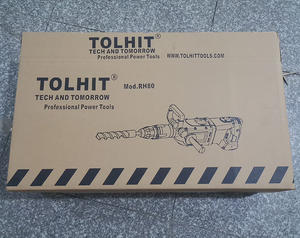 TOLHIT®
TECH AND TOMORROW
Professional Power Tools
WWW.TOLHITTOOLS.COM
TOLHIT®
TECH AND TOMORROW
Professional Power Tools
Mod.RH80